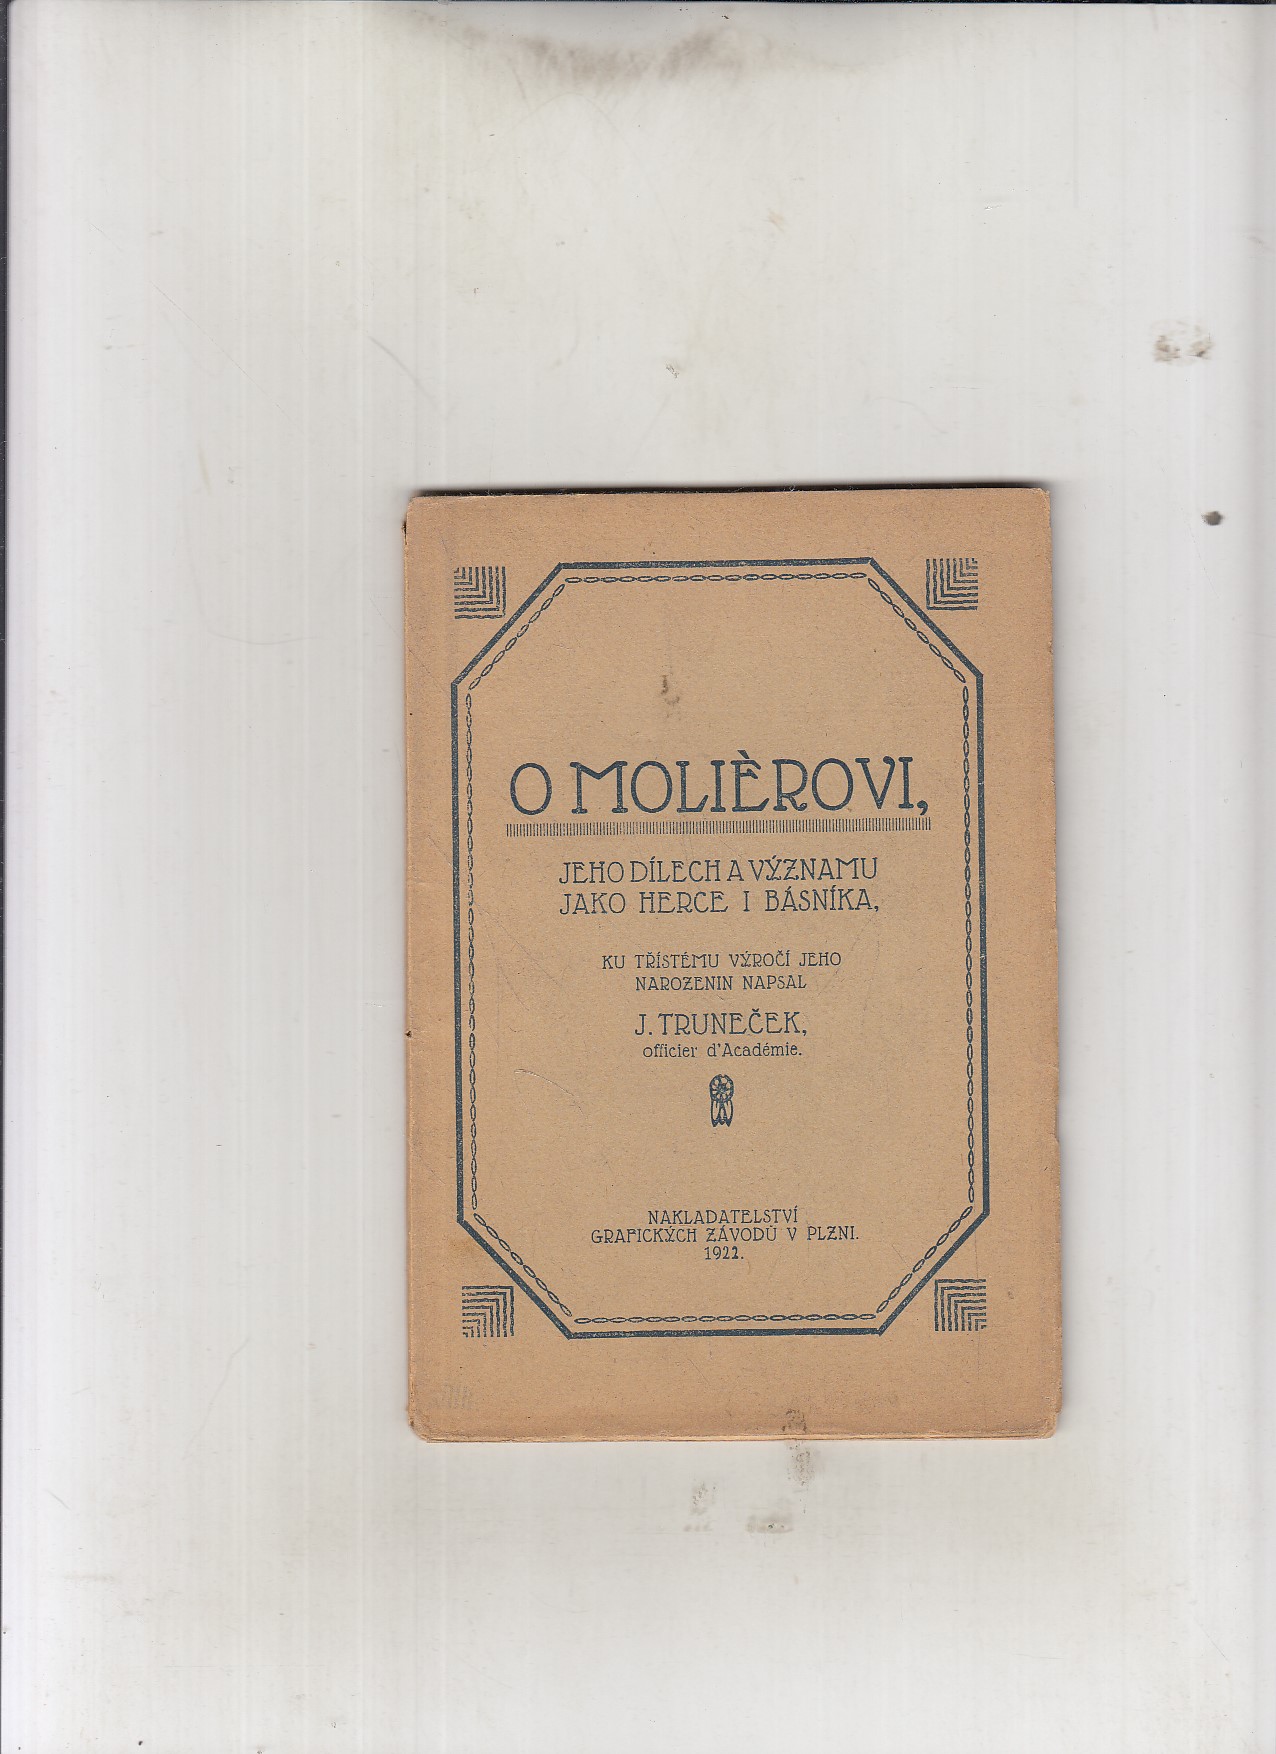 O MOLIÈROVI,
JEHO DÍLECH A VÝZNAMU
JAKO HERCE I BÁSNÍKA,
KU TŘÍSTÉMU VÝROČÍ JEHO
NAROZENIN NAPSAL
J. TRUNEČEK,
officier d'Académie.
NAKLADATELSTVÍ
GRAFICKÝCH ZÁVODŮ V PLZNI.
1922.